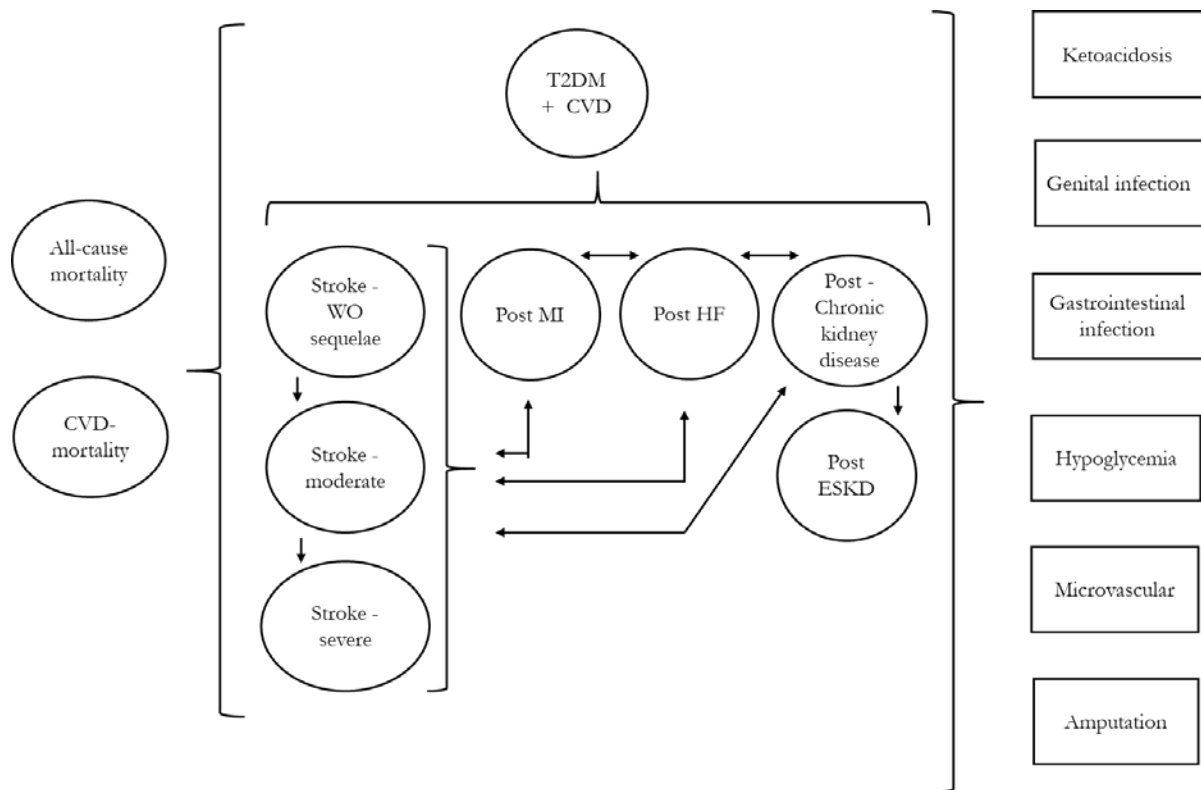 T2DM
+ CVD
All-cause
mortality
CVD-
mortality
Stroke -
WO
sequelae
Stroke -
moderate
Stroke -
severe
Post MI
Post HF
Post -
Chronic
kidney
disease
Post
ESKD
Ketoacidosis
Genital infection
Gastrointestinal
infection
Hypoglycemia
Microvascular
Amputation